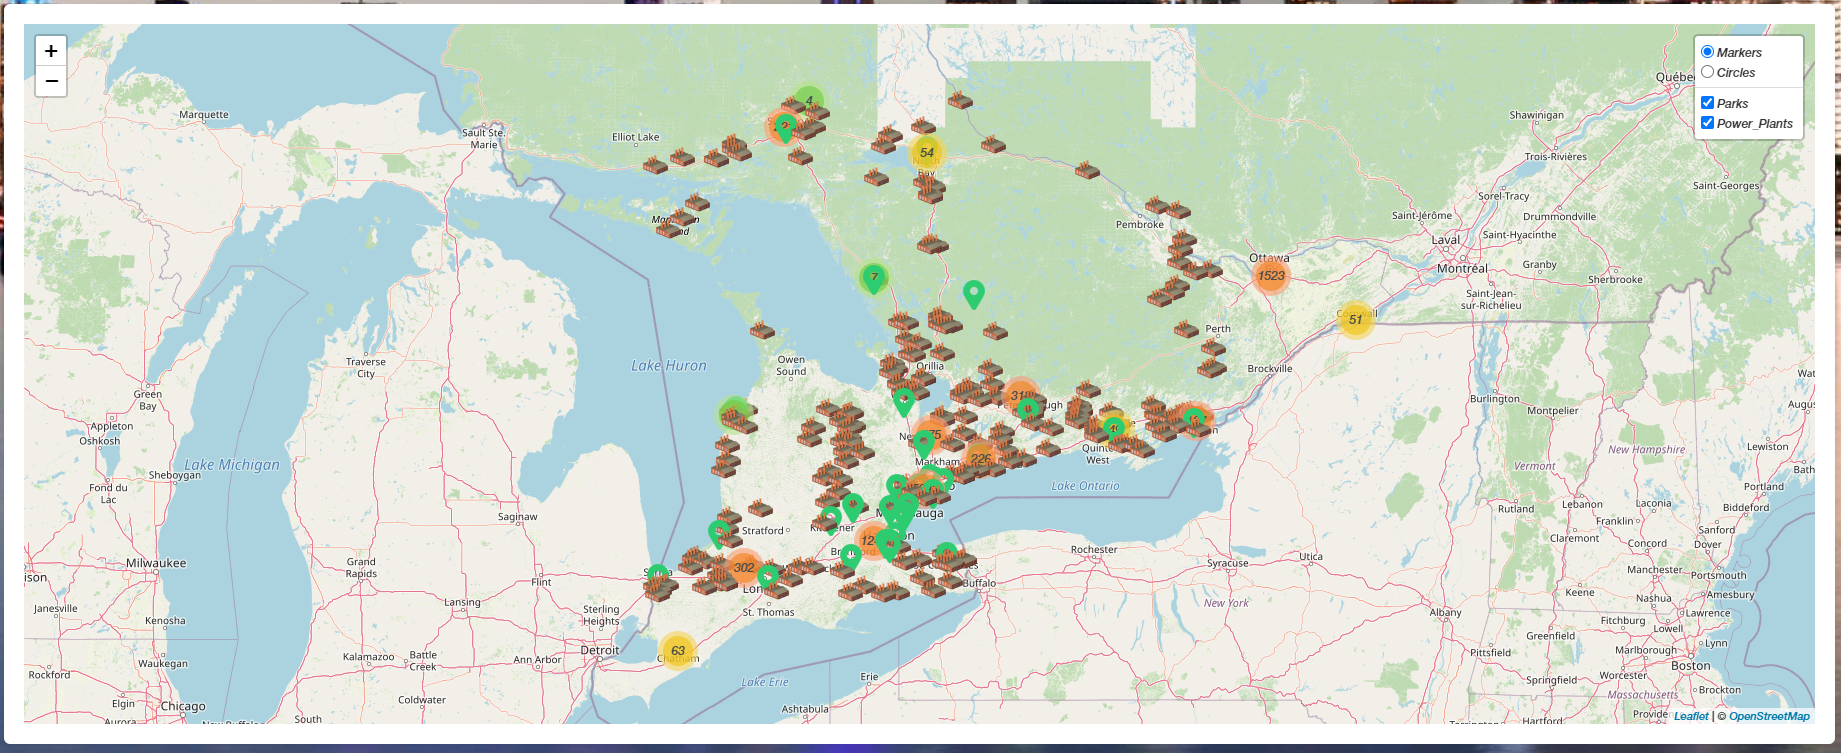 +
−
Markers
Circles
Parks
Power_Plants
Québec
Marquette
Sault Ste.
Marie
Elliot Lake
4
54
Bay
Shawinigan
Trois-Rivières
Saint-Georges
Sorel-Tracy
Drummondville
Saint-Jérôme
Saint-Hyacinthe
Laval
Montréal
Granby
Sherbrooke
Saint-Jean-
sur-Richelieu
Pembroke
Ottawa
1523
7
51
Perth
Brockville
Lake Huron
Owen
Sound
Orillia
Traverse
City
Green
Bay
Appleton
Oshkosh
Sheboygan
Fond du
Lac
Lake Michigan
Markham
226
Quinte
West
Lake Ontario
Burlington
Montpelier
Lewiston
Bath
Vermont
New Hampshire
Rutland
Lebanon
Laconia
Sanford
Biddeford
Franklin
Concord
Dover
Claremont
Manchester
Portsmouth
Keene
Nashua
Amesbury
Lawrence
Fitchburg
Lowell
Lynn
Greenfield
Marlborough
Pittsfield
Boston
Springfield
Worcester
Massachusetts
Brockton
Hartford
Saginaw
Stratford
302
St. Thomas
Milwaukee
Grand
Rapids
Flint
Lansing
Sterling
Heights
Detroit
63
Chatham
Janesville
Kenosha
Waukegan
Rockford
Elgin
Chicago
Aurora
Kalamazoo
Battle
Creek
Ann Arbor
Coldwater
South
Lake Erie
Erie
Ashtabula
Buffalo
Rochester
Syracuse
Utica
New York
Albany
Leaflet | © OpenStreetMap